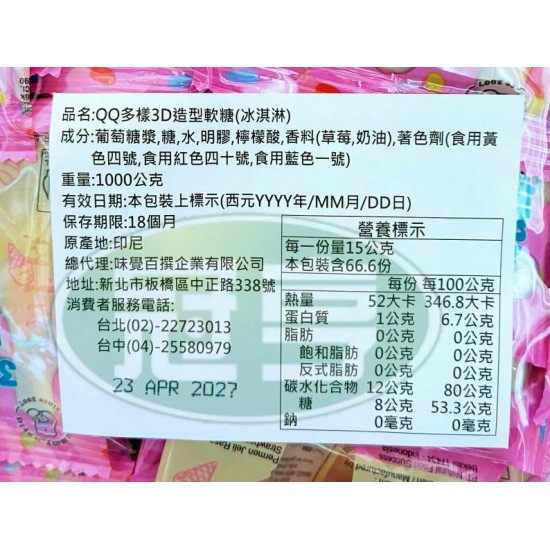 品名:QQ多樣3D造型軟糖(冰淇淋)
成分:葡萄糖漿,糖,水,明膠,檸檬酸,香料(草莓,奶油),著色劑(食用黃
色四號,食用紅色四十號,食用藍色一號)
重量:1000公克
有效日期:本包裝上標示(西元YYYY年/MM月/DD日)
保存期限:18個月
原產地:印尼
總代理:味覺百撰企業有限公司
地址:新北市板橋區中正路338號
消費者服務電話:
台北(02)-22723013
台中(04)-25580979
23 APR 2027
營養標示
每一份量15公克
本包裝含66.6份
每份 每100公克
熱量 52大卡 346.8大卡
蛋白質 1公克 6.7公克
脂肪 0公克 0公克
飽和脂肪 0公克 0公克
反式脂肪 0公克 0公克
碳水化合物 12公克 80公克
糖 8公克 53.3公克
鈉 0毫克 0毫克
Permen Jeli Rasa
Strawb
PT. Natural Food Success
Bekasi 17434 - Indonesia